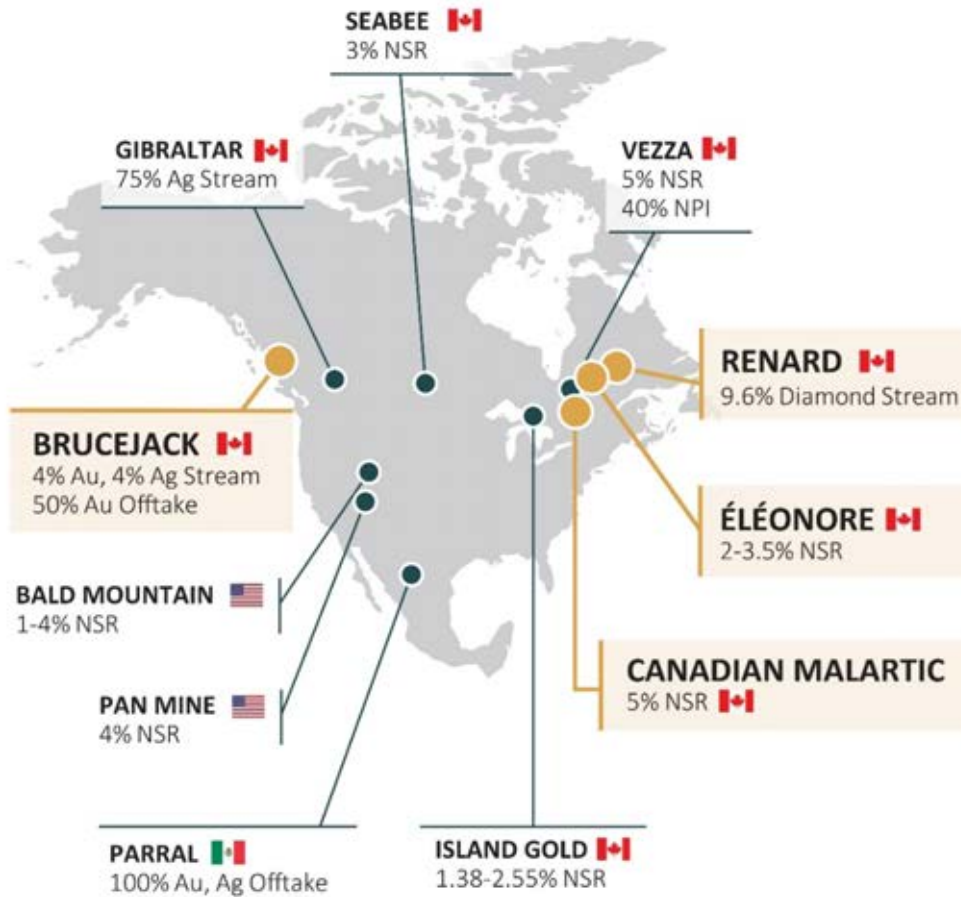 SEABEE
3% NSR
GIBRALTAR
75% Ag Stream
VEZZA
5% NSR
40% NPI
RENARD
9.6% Diamond Stream
BRUCEJACK
4% Au, 4% Ag Stream
50% Au Offtake
ÉLÉONORE
2-3.5% NSR
BALD MOUNTAIN
1-4% NSR
CANADIAN MALARTIC
5% NSR
PAN MINE
4% NSR
PARRAL
100% Au, Ag Offtake
ISLAND GOLD
1.38-2.55% NSR